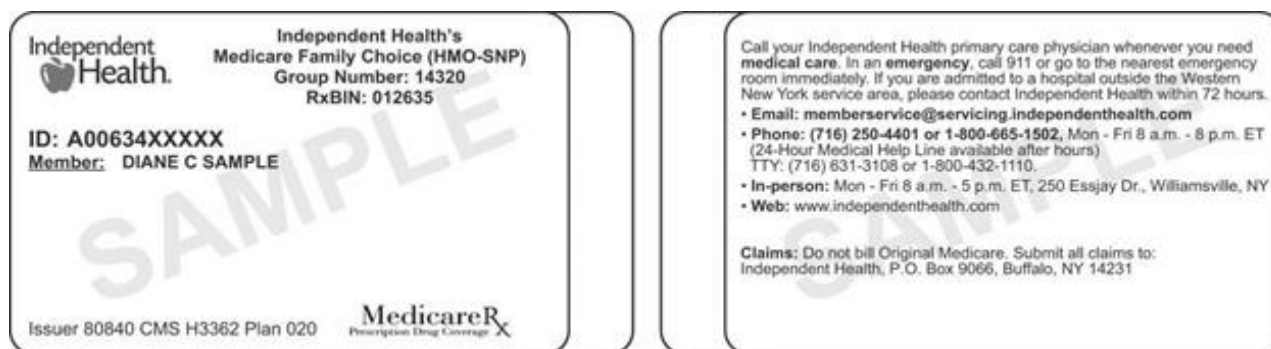 Independent
Health.
Independent Health's
Medicare Family Choice (HMO-SNP)
Group Number: 14320
RxBIN: 012635
ID: A00634XXXXX
Member: DIANE C SAMPLE
SAMPLE
Issuer 80840 CMS H3362 Plan 020
MedicareRx
Prescription Drug Coverage
Call your Independent Health primary care physician whenever you need
medical care. In an emergency, call 911 or go to the nearest emergency
room immediately. If you are admitted to a hospital outside the Western
New York service area, please contact Independent Health within 72 hours.
• Email: memberservice@servicing.independenthealth.com
• Phone: (716) 250-4401 or 1-800-665-1502, Mon - Fri 8 a.m. - 8 p.m. ET
(24-Hour Medical Help Line available after hours)
TTY: (716) 631-3108 or 1-800-432-1110.
• In-person: Mon - Fri 8 a.m. - 5 p.m. ET, 250 Essjay Dr., Williamsville, NY
• Web: www.independenthealth.com
SAMPLE
Claims: Do not bill Original Medicare. Submit all claims to:
Independent Health, P.O. Box 9066, Buffalo, NY 14231